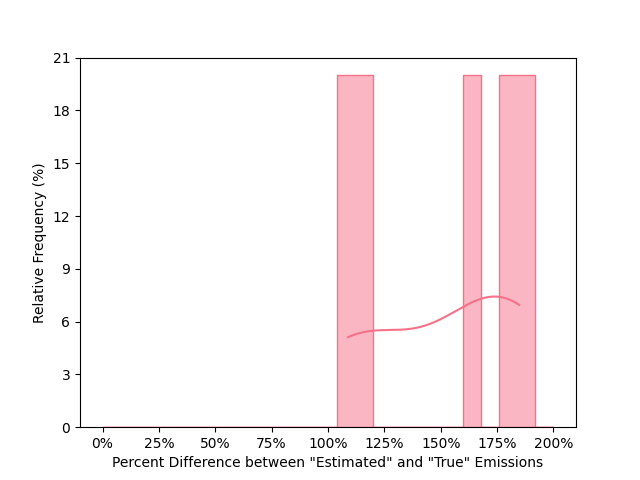 21
18
15
12
9
6
3
0
Relative Frequency (%)
0% 25% 50% 75% 100% 125% 150% 175% 200%
Percent Difference between "Estimated" and "True" Emissions